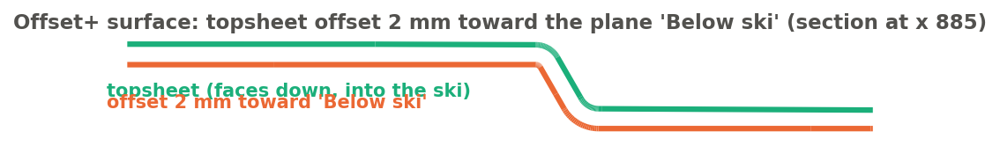 Offset+ surface: topsheet offset 2 mm toward the plane 'Below ski' (section at x 885)
topsheet (faces down, into the ski)
offset 2 mm toward 'Below ski'